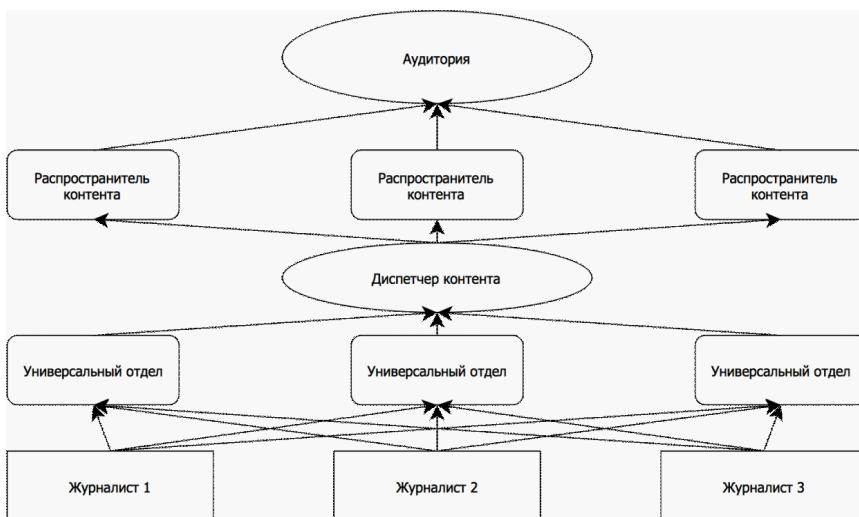 Аудитория
Распространитель
контента
Распространитель
контента
Распространитель
контента
Диспетчер контента
Универсальный отдел
Универсальный отдел
Универсальный отдел
Журналист 1
Журналист 2
Журналист 3